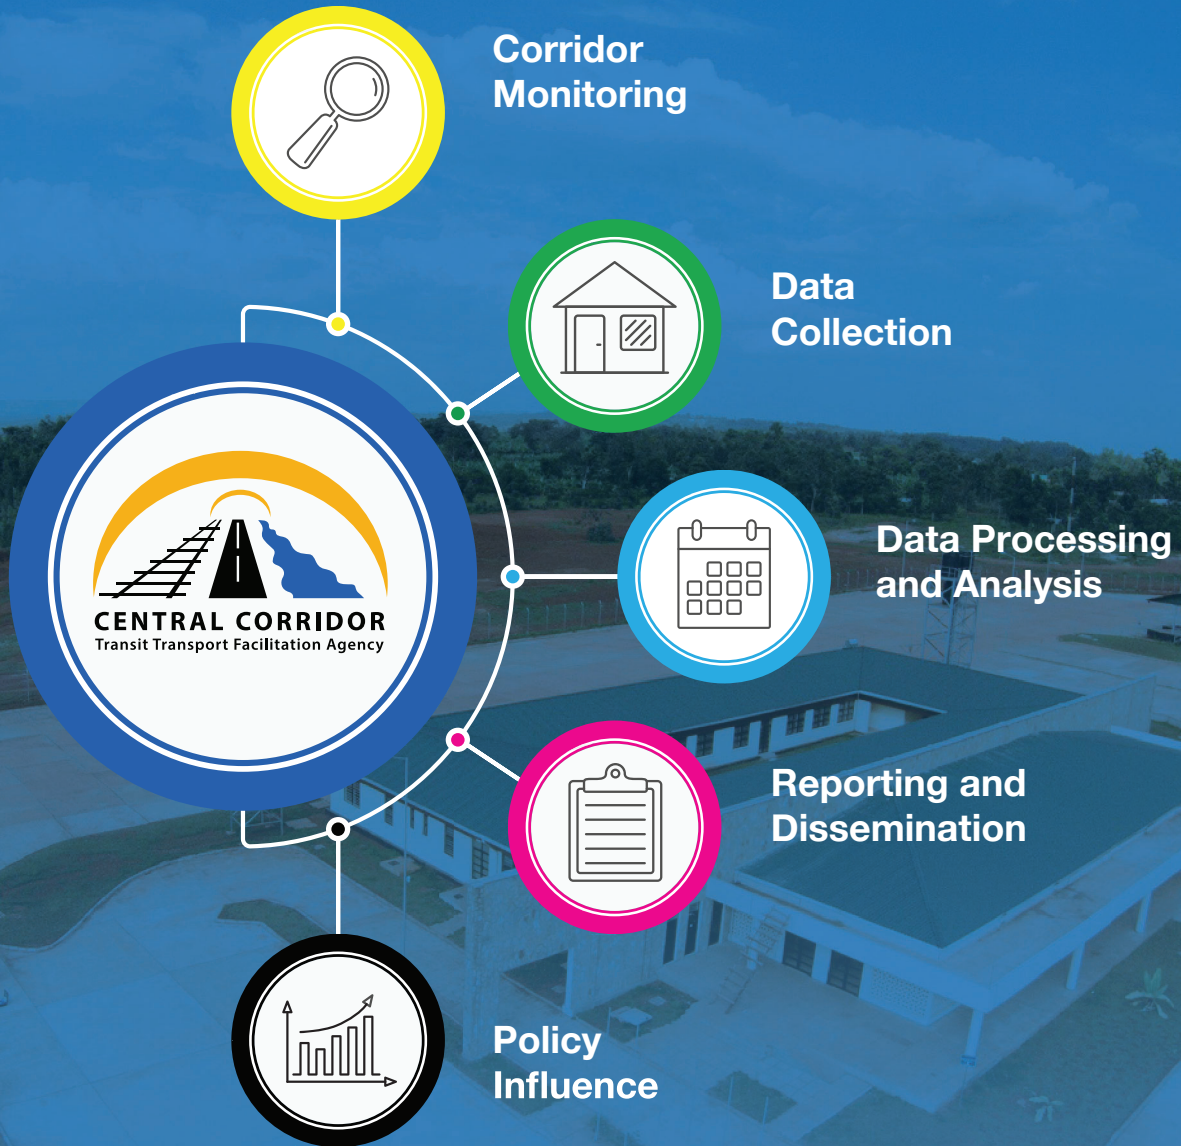 Corridor
Monitoring
Data
Collection
Data Processing
and Analysis
CENTRAL CORRIDOR
Transit Transport Facilitation Agency
Reporting and
Dissemination
Policy
Influence